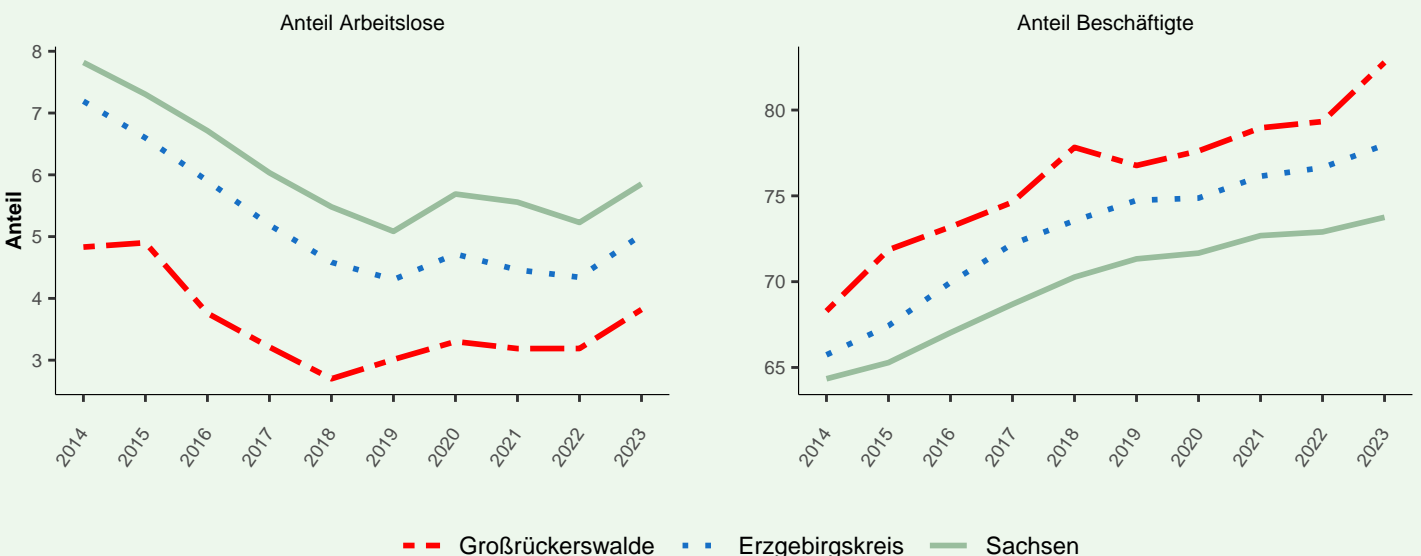 Anteil Arbeitslose
Anteil Beschäftigte
Anteil
8
7
6
5
4
3
2014 2015 2016 2017 2018 2019 2020 2021 2022 2023
80
75
70
65
2014 2015 2016 2017 2018 2019 2020 2021 2022 2023
Großrückerswalde Erzgebirgskreis Sachsen